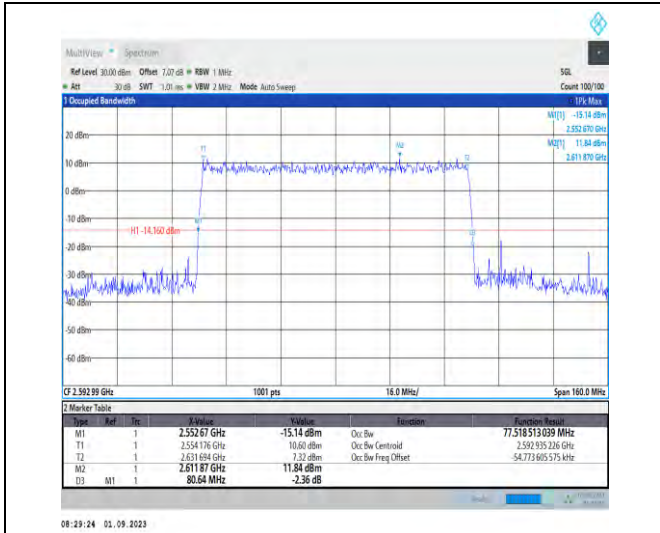 MultiView Spectrum
Ref Level 30.00 dBm Offset 7.07 dB RBW 1 MHz SGL
Att 30 dB SWT 1.01 ms VBW 2 MHz Mode Auto Sweep Count 100/100
1 Occupied Bandwidth 1Pk Max
M1[1] -15.14 dBm
2.552 670 GHz
M2[1] 11.84 dBm
2.611 870 GHz
20 dBm
T1
M2
T2
10 dBm
0 dBm
-10 dBm
M1
H1 -14.160 dBm
D3
-20 dBm
-30 dBm
-40 dBm
-50 dBm
-60 dBm
CF 2.592 99 GHz 1001 pts 16.0 MHz/ Span 160.0 MHz
2 Marker Table
Type Ref Trc X-Value Y-Value Function Function Result
M1 1 2.552 67 GHz -15.14 dBm Occ Bw 77.518 513 039 MHz
T1 1 2.554 176 GHz 10.60 dBm Occ Bw Centroid 2.592 935 226 GHz
T2 1 2.631 694 GHz 7.32 dBm Occ Bw Freq Offset -54.773 605 575 kHz
M2 1 2.611 87 GHz 11.84 dBm
D3 M1 1 80.64 MHz -2.36 dB
08:29:24 01.09.2023